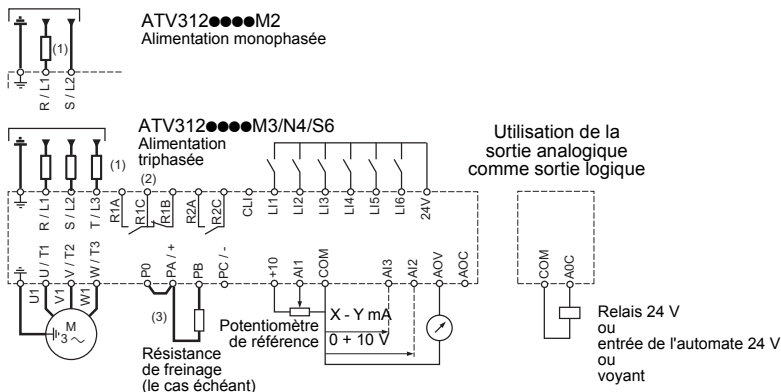 ATV312●●●●M2
Alimentation monophasée
(1)
R / L1
S / L2
ATV312●●●●M3/N4/S6
Alimentation
triphasée
(1)
(2)
Utilisation de la
sortie analogique
comme sortie logique
R / L1
S / L2
T / L3
R1A
R1C
R1B
R2A
R2C
CLI
LI1
LI2
LI3
LI4
LI5
LI6
24V
U / T1
V / T2
W / T3
P0
PA / +
PB
PC / -
+10
AI1
COM
AI3
AI2
AOV
AOC
COM
A0C
U1
V1
W1
M
3
(3)
Résistance
de freinage
(le cas échéant)
Potentiomètre
de référence
X - Y mA
0 + 10 V
Relais 24 V
ou
entrée de l'automate 24 V
ou
voyant